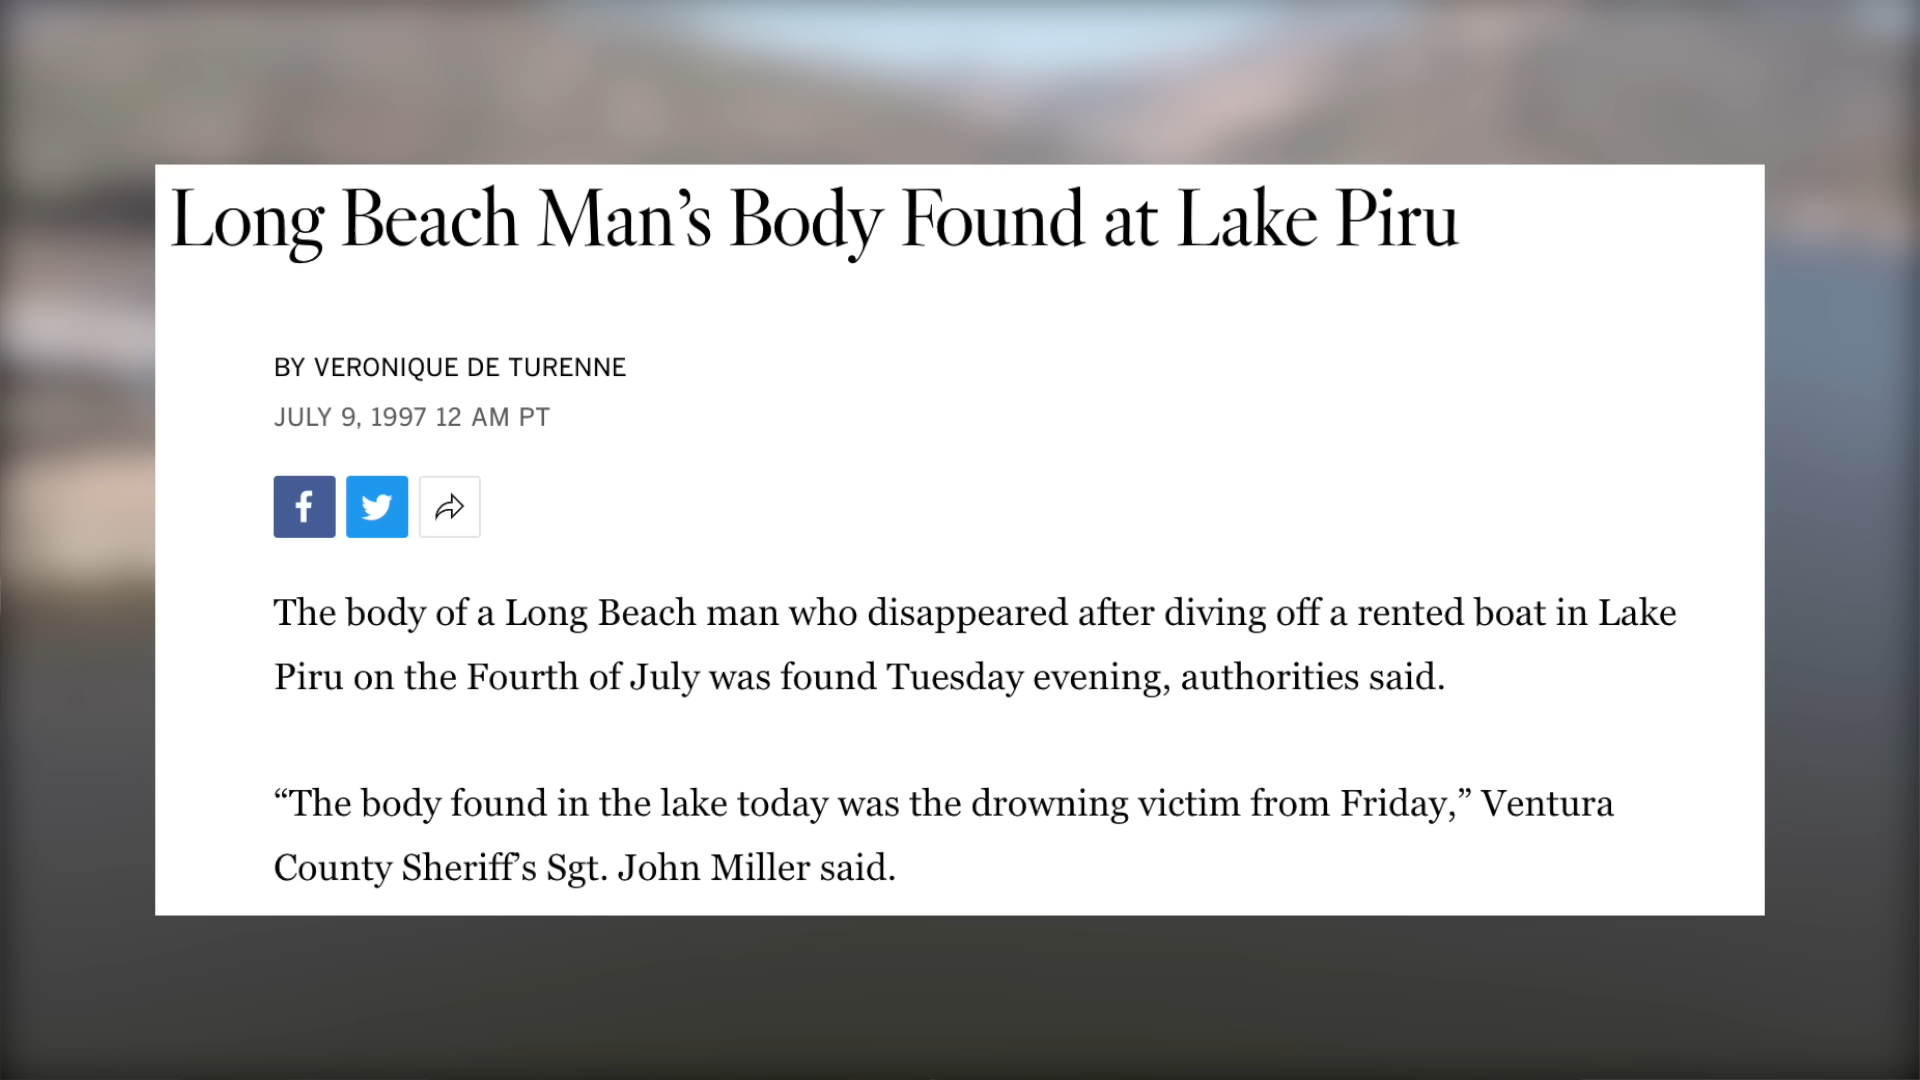 Long Beach Man’s Body Found at Lake Piru
BY VERONIQUE DE TURENNE
JULY 9, 1997 12 AM PT
The body of a Long Beach man who disappeared after diving off a rented boat in Lake
Piru on the Fourth of July was found Tuesday evening, authorities said.
“The body found in the lake today was the drowning victim from Friday,” Ventura
County Sheriff’s Sgt. John Miller said.